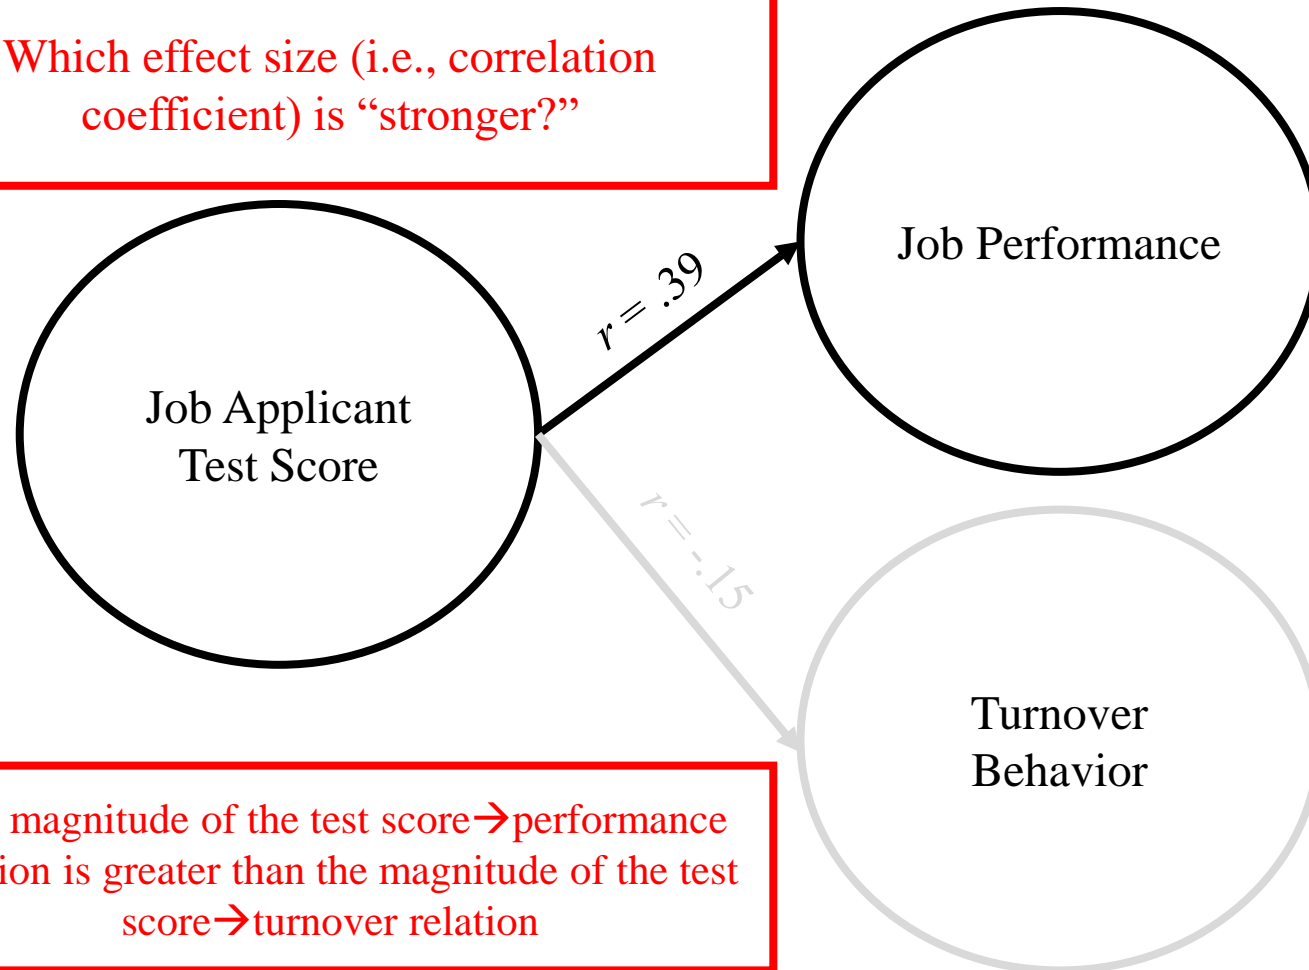 Which effect size (i.e., correlation
coefficient) is “stronger?”
Job Performance
r = .39
Job Applicant
Test Score
r = -.15
Turnover
Behavior
magnitude of the test score→performance
ion is greater than the magnitude of the test
score→turnover relation